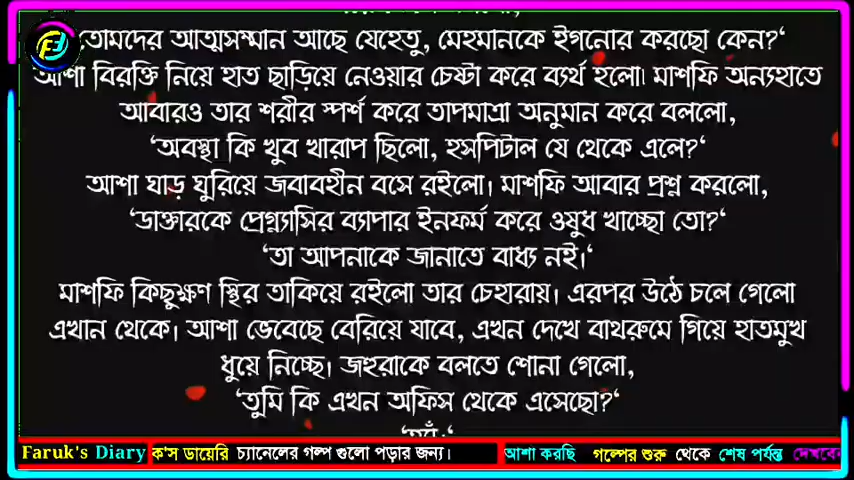 তোমদের আত্মসম্মান আছে যেহেতু, মেহমানকে ইগনোর করছো কেন?‘
আশা বিরক্তি নিয়ে হাত ছাড়িয়ে নেওয়ার চেষ্টা করে ব্যর্থ হলো। মাশফি অন্যহাতে
আবারও তার শরীর স্পর্শ করে তাপমাত্রা অনুমান করে বললো,
‘অবস্থা কি খুব খারাপ ছিলো, হসপিটাল যে থেকে এলে?‘
আশা ঘাড় ঘুরিয়ে জবাবহীন বসে রইলো। মাশফি আবার প্রশ্ন করলো,
‘ডাক্তারকে প্রেগ্ন্যান্সির ব্যাপার ইনফর্ম করে ওষুধ খাচ্ছো তো?‘
‘তা আপনাকে জানাতে বাধ্য নই।‘
মাশফি কিছুক্ষণ স্থির তাকিয়ে রইলো তার চেহারায়। এরপর উঠে চলে গেলো
এখান থেকে। আশা ভেবেছে বেরিয়ে যাবে, এখন দেখে বাথরুমে গিয়ে হাতমুখ
ধুয়ে নিচ্ছে। জহুরাকে বলতে শোনা গেলো,
‘তুমি কি এখন অফিস থেকে এসেছো?‘
Faruk's Diary ক'স ডায়েরি চ্যানেলের গল্প গুলো পড়ার জন্য। আশা করছি গল্পের শুরু থেকে শেষ পর্যন্ত দেখবেন